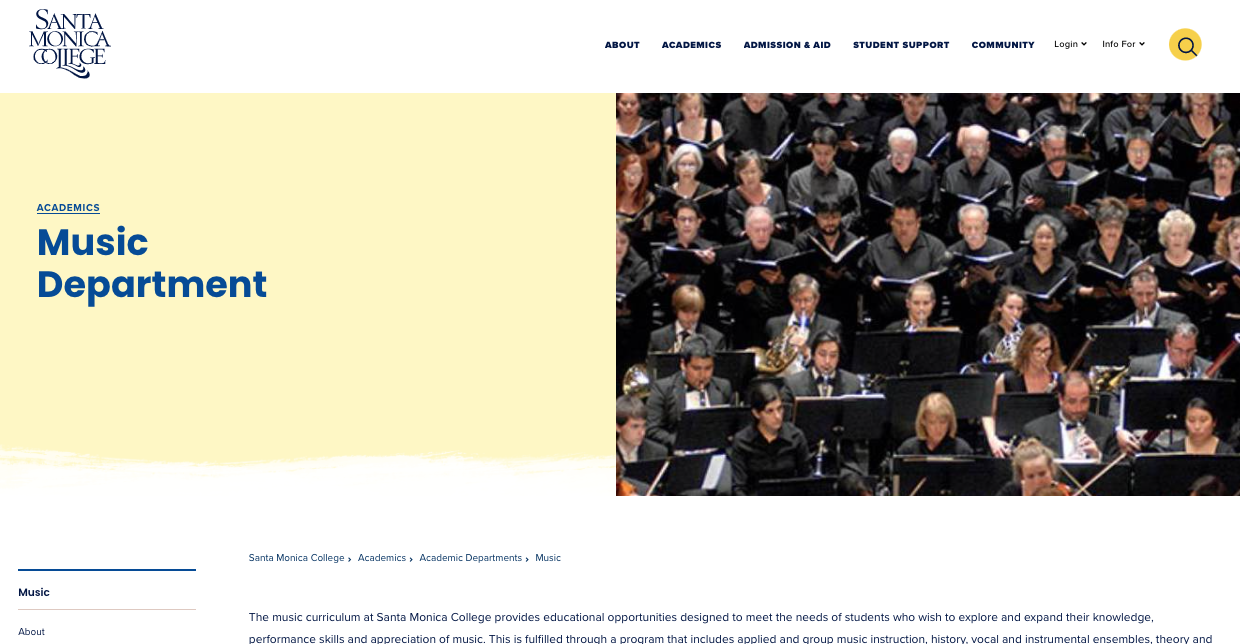 SANTA
MONICA
COLLEGE
ABOUT ACADEMICS ADMISSION & AID STUDENT SUPPORT COMMUNITY Login Info For
ACADEMICS
Music
Department
Santa Monica College › Academics › Academic Departments › Music
Music
The music curriculum at Santa Monica College provides educational opportunities designed to meet the needs of students who wish to explore and expand their knowledge,
About
performance skills and appreciation of music. This is fulfilled through a program that includes applied and group music instruction, history, vocal and instrumental ensembles, theory and